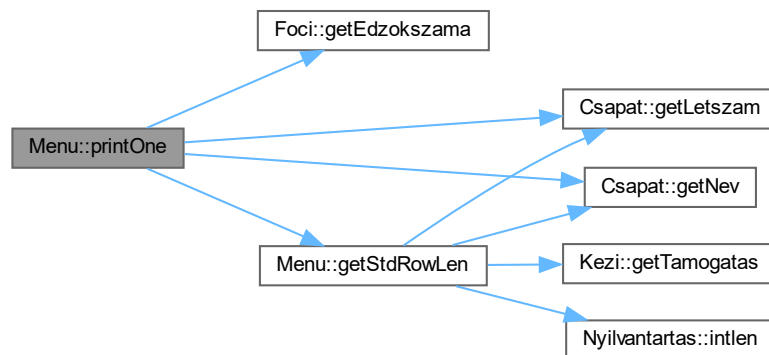 Foci::getEdzokszama
Csapat::getLetszam
Menu::printOne
Csapat::getNev
Menu::getStdRowLen
Kezi::getTamogatas
Nyilvantartas::intlen